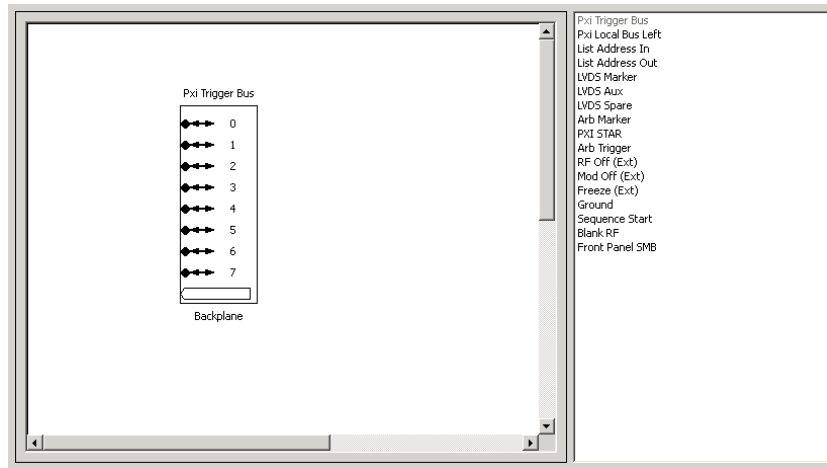 Pxi Trigger Bus
0
1
2
3
4
5
6
7
Backplane
Pxi Trigger Bus
Pxi Local Bus Left
List Address In
List Address Out
LVDS Marker
LVDS Aux
LVDS Spare
Arb Marker
PXI STAR
Arb Trigger
RF Off (Ext)
Mod Off (Ext)
Freeze (Ext)
Ground
Sequence Start
Blank RF
Front Panel SMB